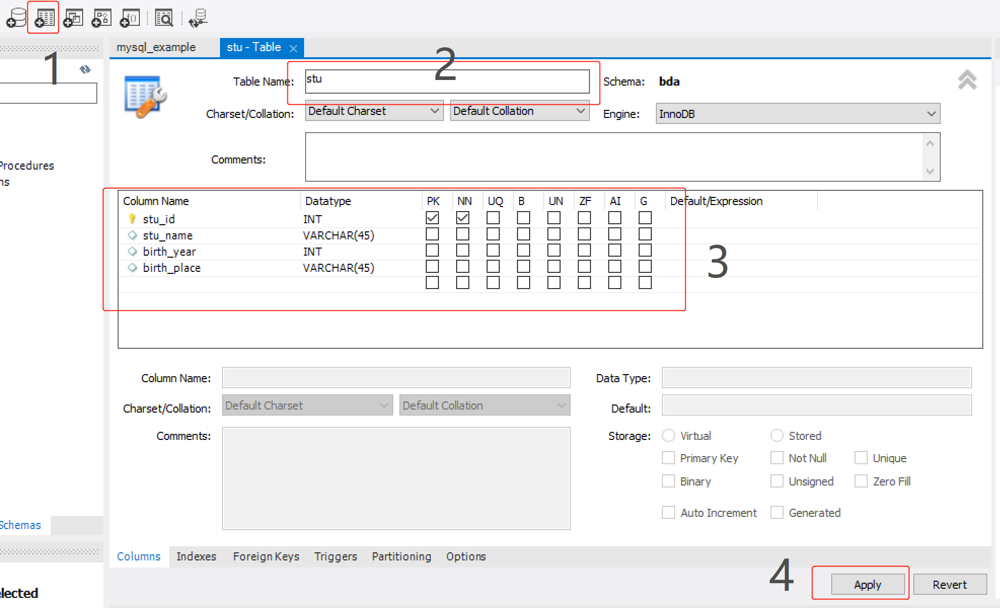 1
mysql_example
stu - Table
2
Table Name:
stu
Schema:
bda
Charset/Collation:
Default Charset
Default Collation
Engine:
InnoDB
Comments:
Procedures
ns
Column Name Datatype PK NN UQ B UN ZF AI G Default/Expression
stu_id INT
stu_name VARCHAR(45)
birth_year INT
birth_place VARCHAR(45)
3
Column Name:
Data Type:
Charset/Collation:
Default Charset
Default Collation
Default:
Comments:
Storage:
Virtual
Stored
Primary Key
Not Null
Unique
Binary
Unsigned
Zero Fill
Auto Increment
Generated
Schemas
Columns Indexes Foreign Keys Triggers Partitioning Options
4
Apply
Revert
elected